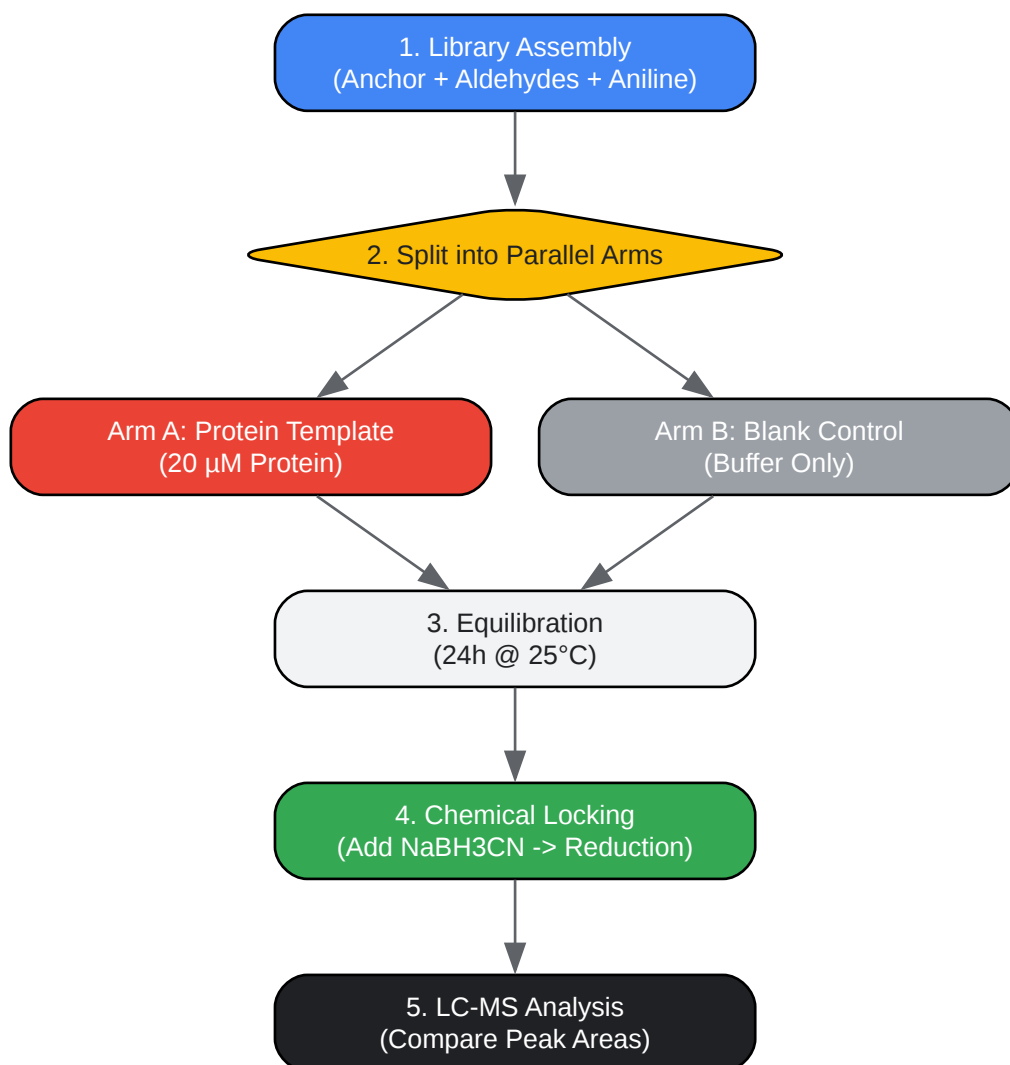 1. Library Assembly
(Anchor + Aldehydes + Aniline)
2. Split into Parallel Arms
Arm A: Protein Template
(20 µM Protein)
Arm B: Blank Control
(Buffer Only)
3. Equilibration
(24h @ 25°C)
4. Chemical Locking
(Add NaBH3CN -> Reduction)
5. LC-MS Analysis
(Compare Peak Areas)